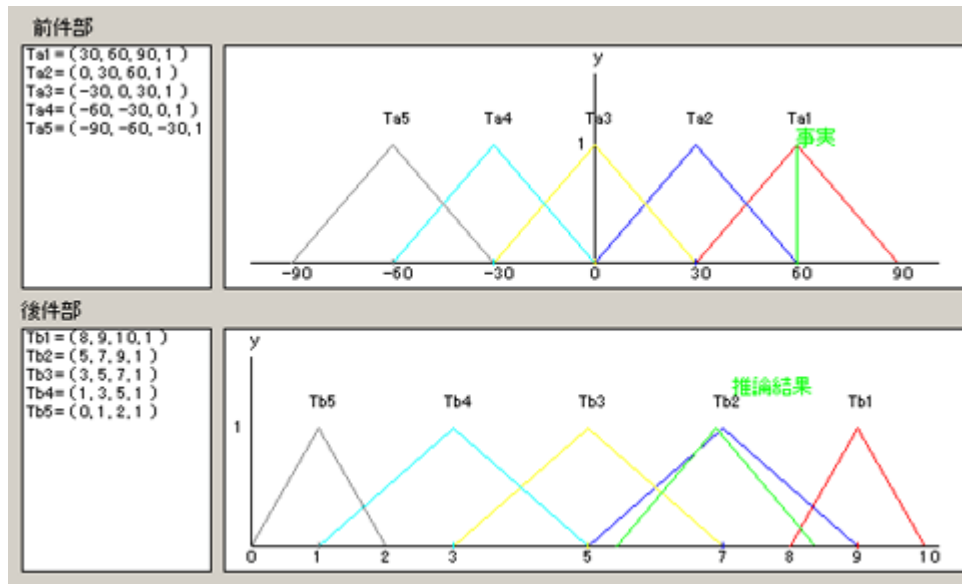 前件部
Ta1=(30,60,90,1 )
Ta2=(0,30,60,1 )
Ta3=(-30,0,30,1 )
Ta4=(-60,-30,0,1 )
Ta5=(-90,-60,-30,1
y
Ta5 Ta4 Ta3 Ta2 Ta1
事実
1
-90 -60 -30 0 30 60 90
後件部
Tb1=(8,9,10,1 )
Tb2=(5,7,9,1 )
Tb3=(3,5,7,1 )
Tb4=(1,3,5,1 )
Tb5=(0,1,2,1 )
y
推論結果
Tb5 Tb4 Tb3 Tb2 Tb1
1
0 1 2 3 5 7 8 9 10